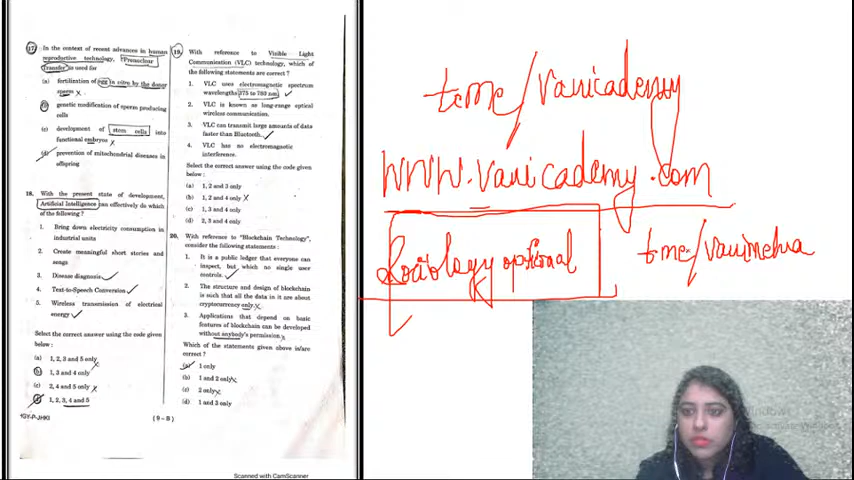 17. In the context of recent advances in human
reproductive technology, "Pronuclear
Transfer" is used for
(a) fertilization of egg in vitro by the donor
sperm
(b) genetic modification of sperm producing
cells
(c) development of stem cells into
functional embryos
(d) prevention of mitochondrial diseases in
offspring
18. With the present state of development,
Artificial Intelligence can effectively do which
of the following ?
1. Bring down electricity consumption in
industrial units
2. Create meaningful short stories and
songs
3. Disease diagnosis
4. Text-to-Speech Conversion
5. Wireless transmission of electrical
energy
Select the correct answer using the code given
below :
(a) 1, 2, 3 and 5 only
(b) 1, 3 and 4 only
(c) 2, 4 and 5 only
(d) 1, 2, 3, 4 and 5
19. With reference to Visible Light
Communication (VLC) technology, which of
the following statements are correct ?
1. VLC uses electromagnetic spectrum
wavelengths 375 to 780 nm.
2. VLC is known as long-range optical
wireless communication.
3. VLC can transmit large amounts of data
faster than Bluetooth.
4. VLC has no electromagnetic
interference.
Select the correct answer using the code given
below :
(a) 1, 2 and 3 only
(b) 1, 2 and 4 only
(c) 1, 3 and 4 only
(d) 2, 3 and 4 only
20. With reference to "Blockchain Technology",
consider the following statements :
1. It is a public ledger that everyone can
inspect, but which no single user
controls.
2. The structure and design of blockchain
is such that all the data in it are about
cryptocurrency only.
3. Applications that depend on basic
features of blockchain can be developed
without anybody's permission.
Which of the statements given above is/are
correct ?
(a) 1 only
(b) 1 and 2 only
(c) 2 only
(d) 1 and 3 only
(9 - B)
Scanned with CamScanner
t.me/vanicademy
www.vanicademy.com
Sociology optional
t.me/vanimehra